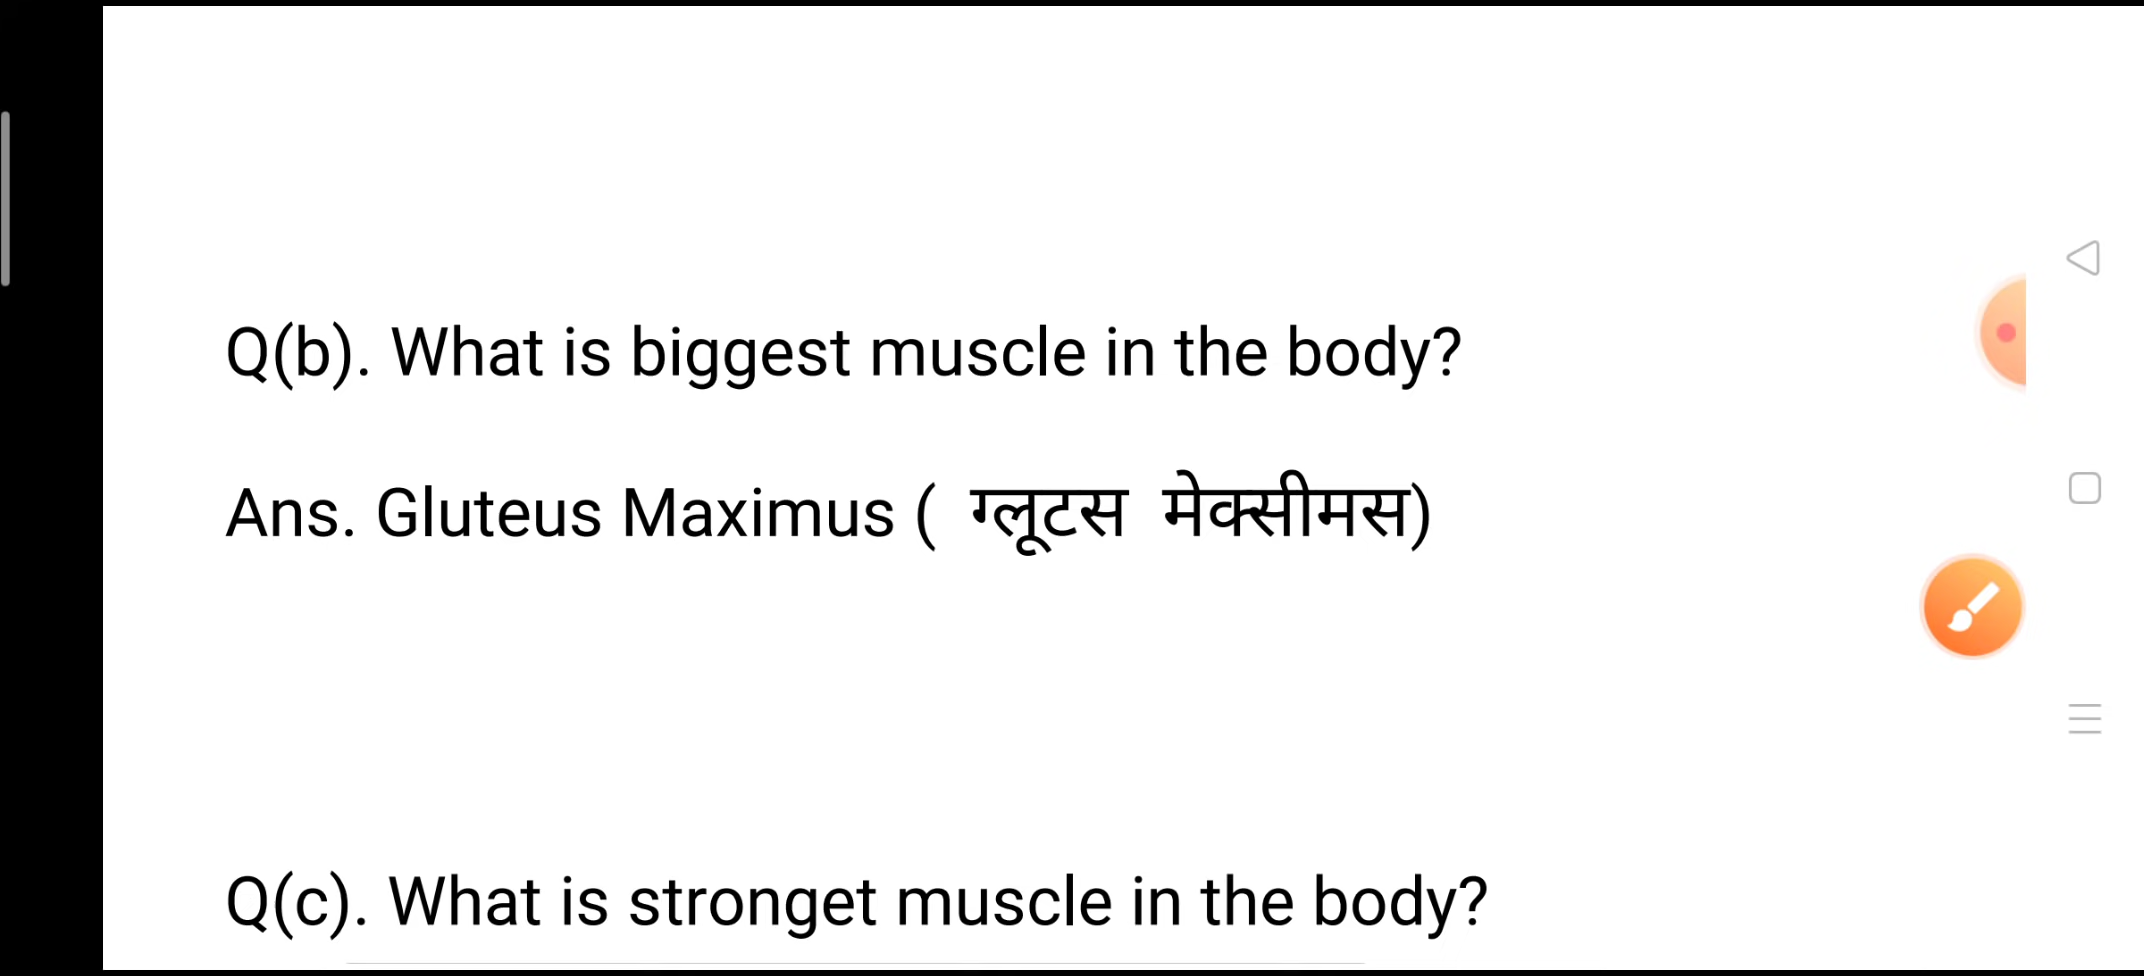 Q(b). What is biggest muscle in the body?
Ans. Gluteus Maximus ( ग्लूटस मेक्सीमस)
Q(c). What is stronget muscle in the body?